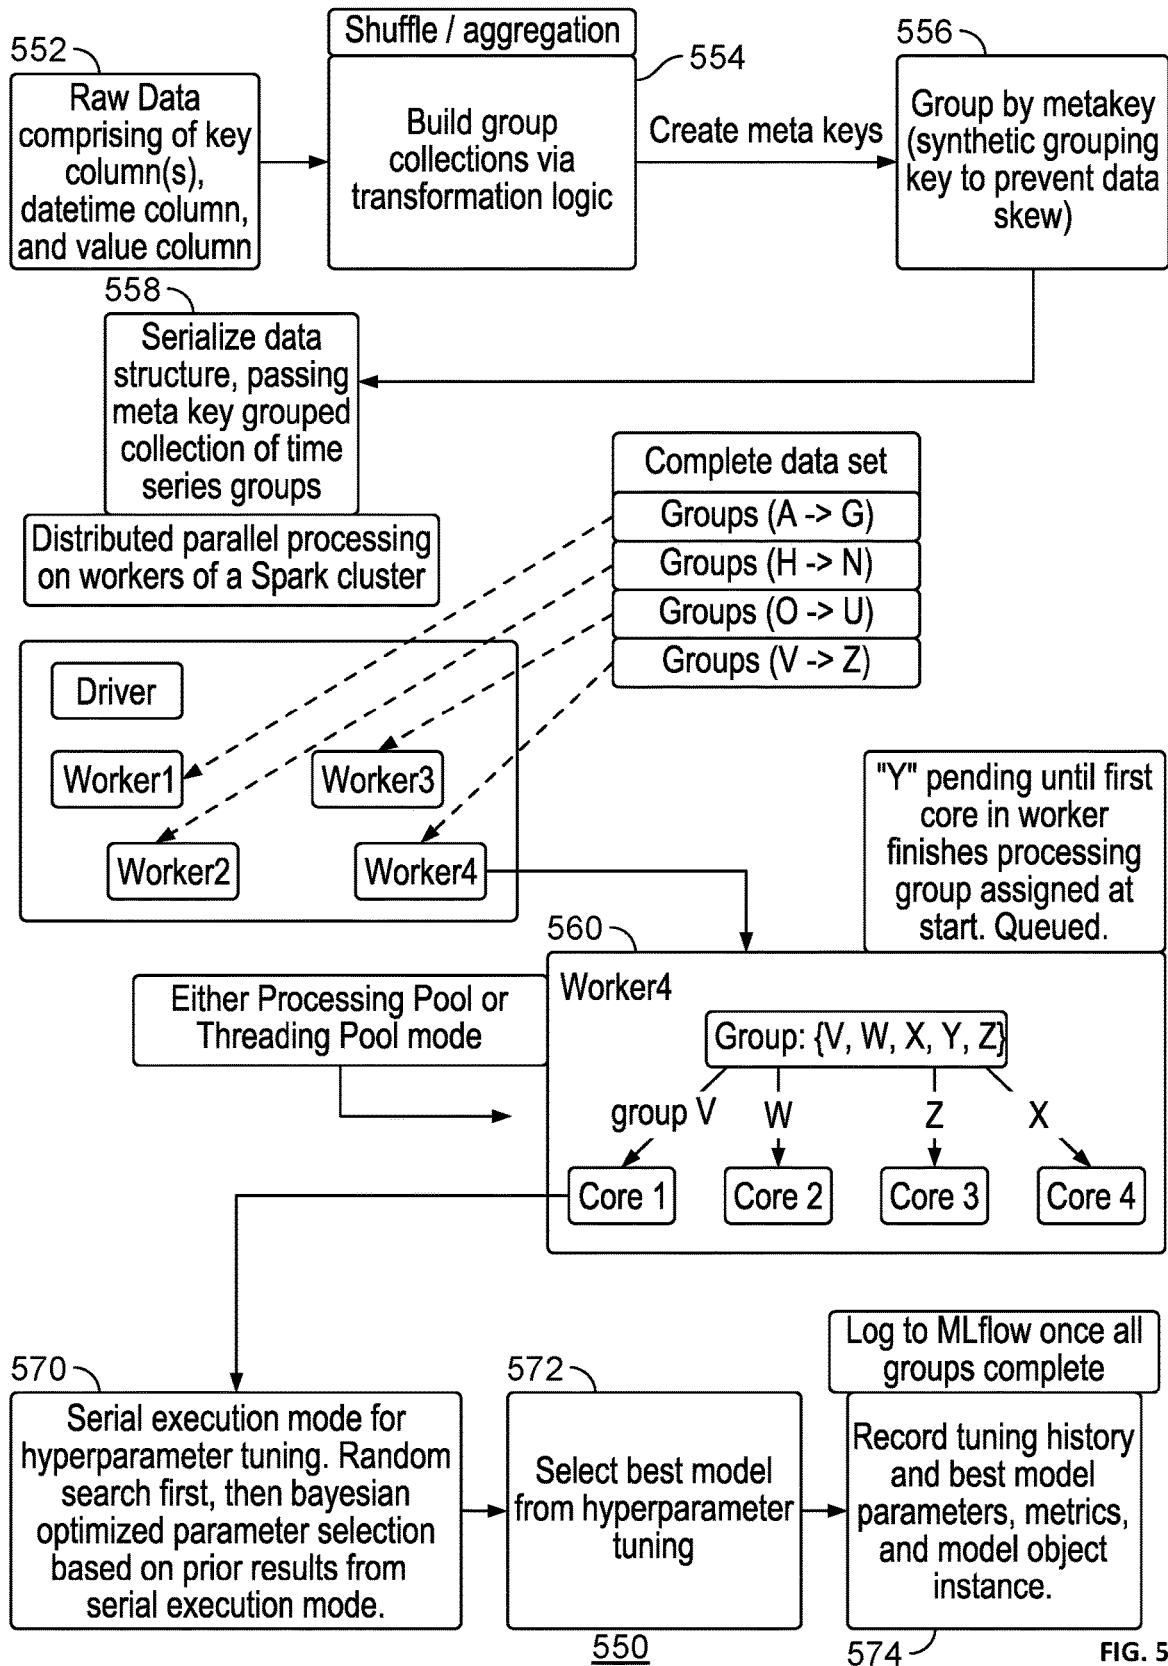 552
Raw Data
comprising of key
column(s),
datetime column,
and value column
Shuffle / aggregation
554
Build group
collections via
transformation logic
Create meta keys
556
Group by metakey
(synthetic grouping
key to prevent data
skew)
558
Serialize data
structure, passing
meta key grouped
collection of time
series groups
Distributed parallel processing
on workers of a Spark cluster
Complete data set
Groups (A -> G)
Groups (H -> N)
Groups (O -> U)
Groups (V -> Z)
Driver
Worker1
Worker3
Worker2
Worker4
"Y" pending until first
core in worker
finishes processing
group assigned at
start. Queued.
560
Either Processing Pool or
Threading Pool mode
Worker4
Group: {V, W, X, Y, Z}
group V
W
Z
X
Core 1
Core 2
Core 3
Core 4
570
Serial execution mode for
hyperparameter tuning. Random
search first, then bayesian
optimized parameter selection
based on prior results from
serial execution mode.
572
Select best model
from hyperparameter
tuning
Log to MLflow once all
groups complete
Record tuning history
and best model
parameters, metrics,
and model object
instance.
574
550
FIG. 5